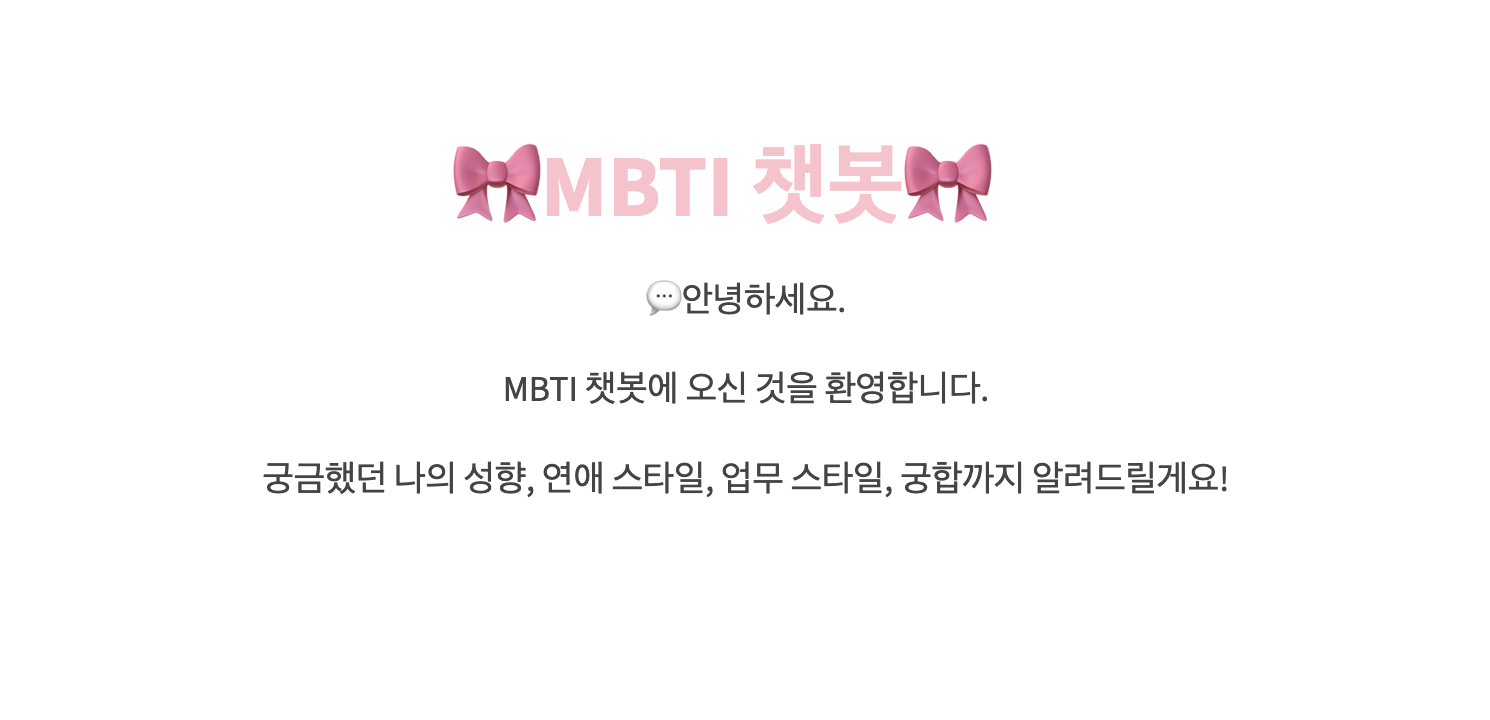 🎀MBTI 챗봇🎀
💬안녕하세요.
MBTI 챗봇에 오신 것을 환영합니다.
궁금했던 나의 성향, 연애 스타일, 업무 스타일, 궁합까지 알려드릴게요!